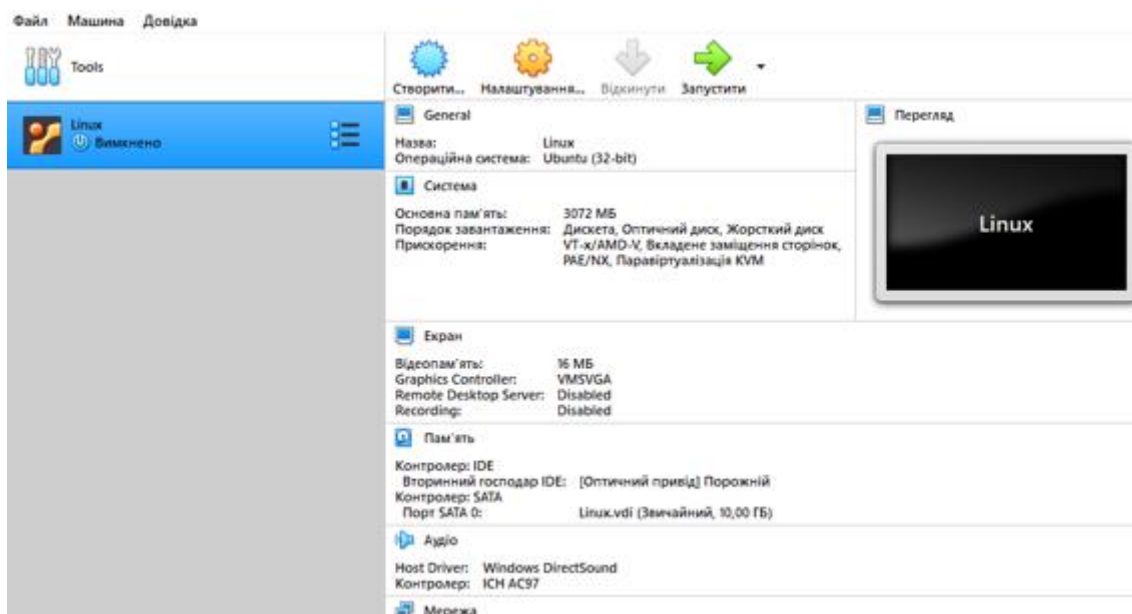 Файл Машина Довідка
Tools
Linux
Вимкнено
Створити... Налаштування... Відкинути Запустити
General
Назва: Linux
Операційна система: Ubuntu (32-bit)
Система
Основна пам'ять: 3072 МБ
Порядок завантаження: Дискета, Оптичний диск, Жорсткий диск
Прискорення: VT-x/AMD-V, Вкладене заміщення сторінок,
PAE/NX, Паравіртуалізація KVM
Перегляд
Linux
Екран
Відеопам'ять: 16 МБ
Graphics Controller: VMSVGA
Remote Desktop Server: Disabled
Recording: Disabled
Пам'ять
Контролер: IDE
Вторинний господар IDE: [Оптичний привід] Порожній
Контролер: SATA
Порт SATA 0: Linux.vdi (Звичайний, 10,00 ГБ)
Аудіо
Host Driver: Windows DirectSound
Контролер: ICH AC97
Мережа